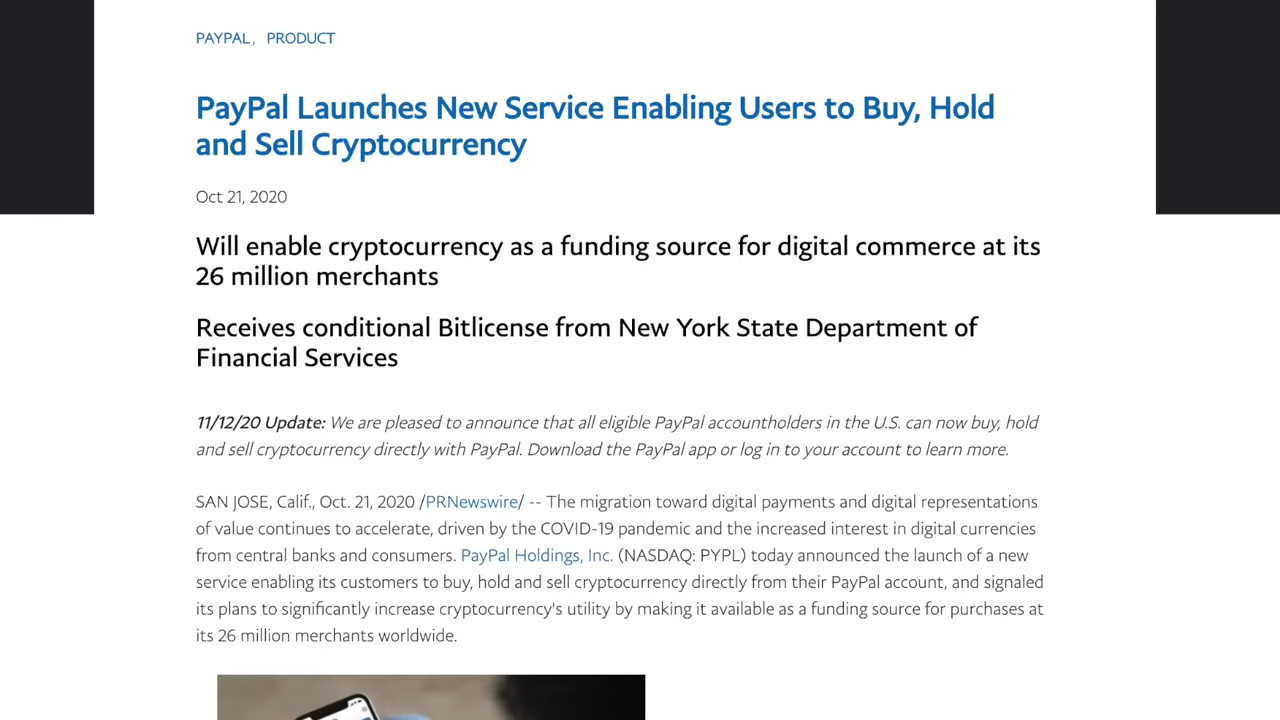 PAYPAL, PRODUCT
PayPal Launches New Service Enabling Users to Buy, Hold
and Sell Cryptocurrency
Oct 21, 2020
Will enable cryptocurrency as a funding source for digital commerce at its
26 million merchants
Receives conditional Bitlicense from New York State Department of
Financial Services
11/12/20 Update: We are pleased to announce that all eligible PayPal accountholders in the U.S. can now buy, hold
and sell cryptocurrency directly with PayPal. Download the PayPal app or log in to your account to learn more.
SAN JOSE, Calif., Oct. 21, 2020 /PRNewswire/ -- The migration toward digital payments and digital representations
of value continues to accelerate, driven by the COVID-19 pandemic and the increased interest in digital currencies
from central banks and consumers. PayPal Holdings, Inc. (NASDAQ: PYPL) today announced the launch of a new
service enabling its customers to buy, hold and sell cryptocurrency directly from their PayPal account, and signaled
its plans to significantly increase cryptocurrency's utility by making it available as a funding source for purchases at
its 26 million merchants worldwide.